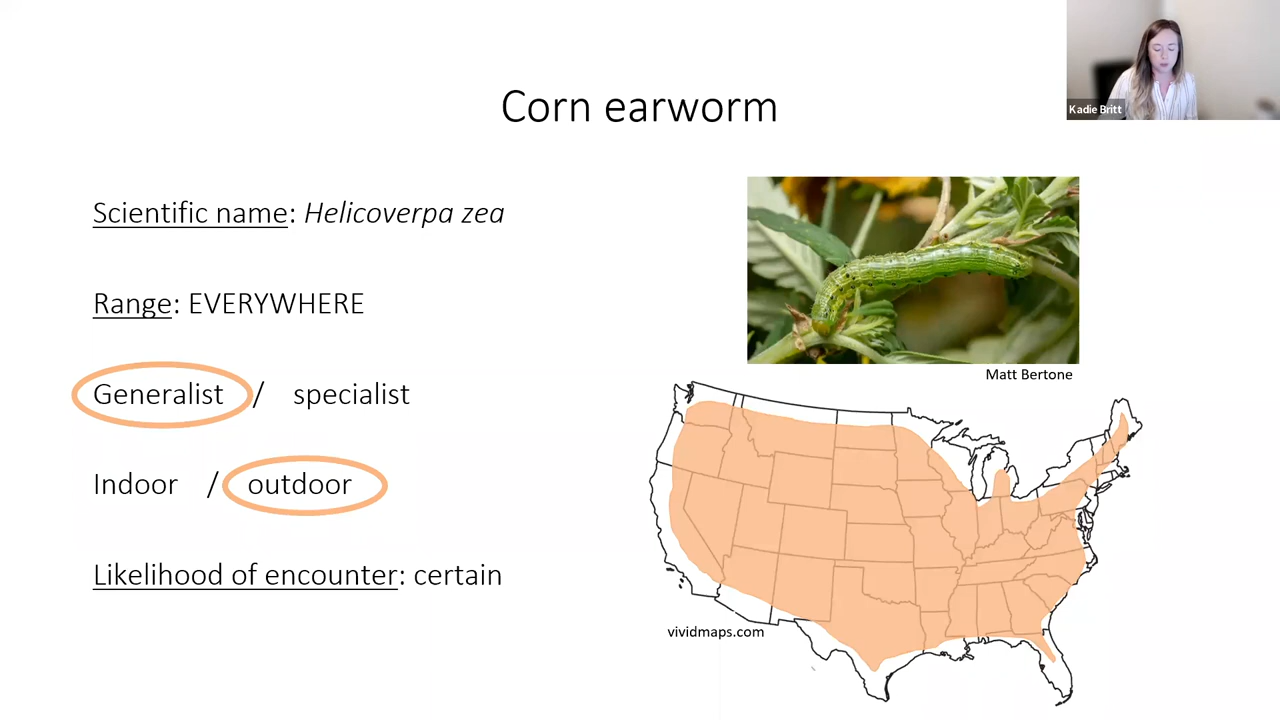 Corn earworm
Kadie Britt
Scientific name: Helicoverpa zea
Range: EVERYWHERE
Generalist / specialist
Indoor / outdoor
Likelihood of encounter: certain
Matt Bertone
vividmaps.com